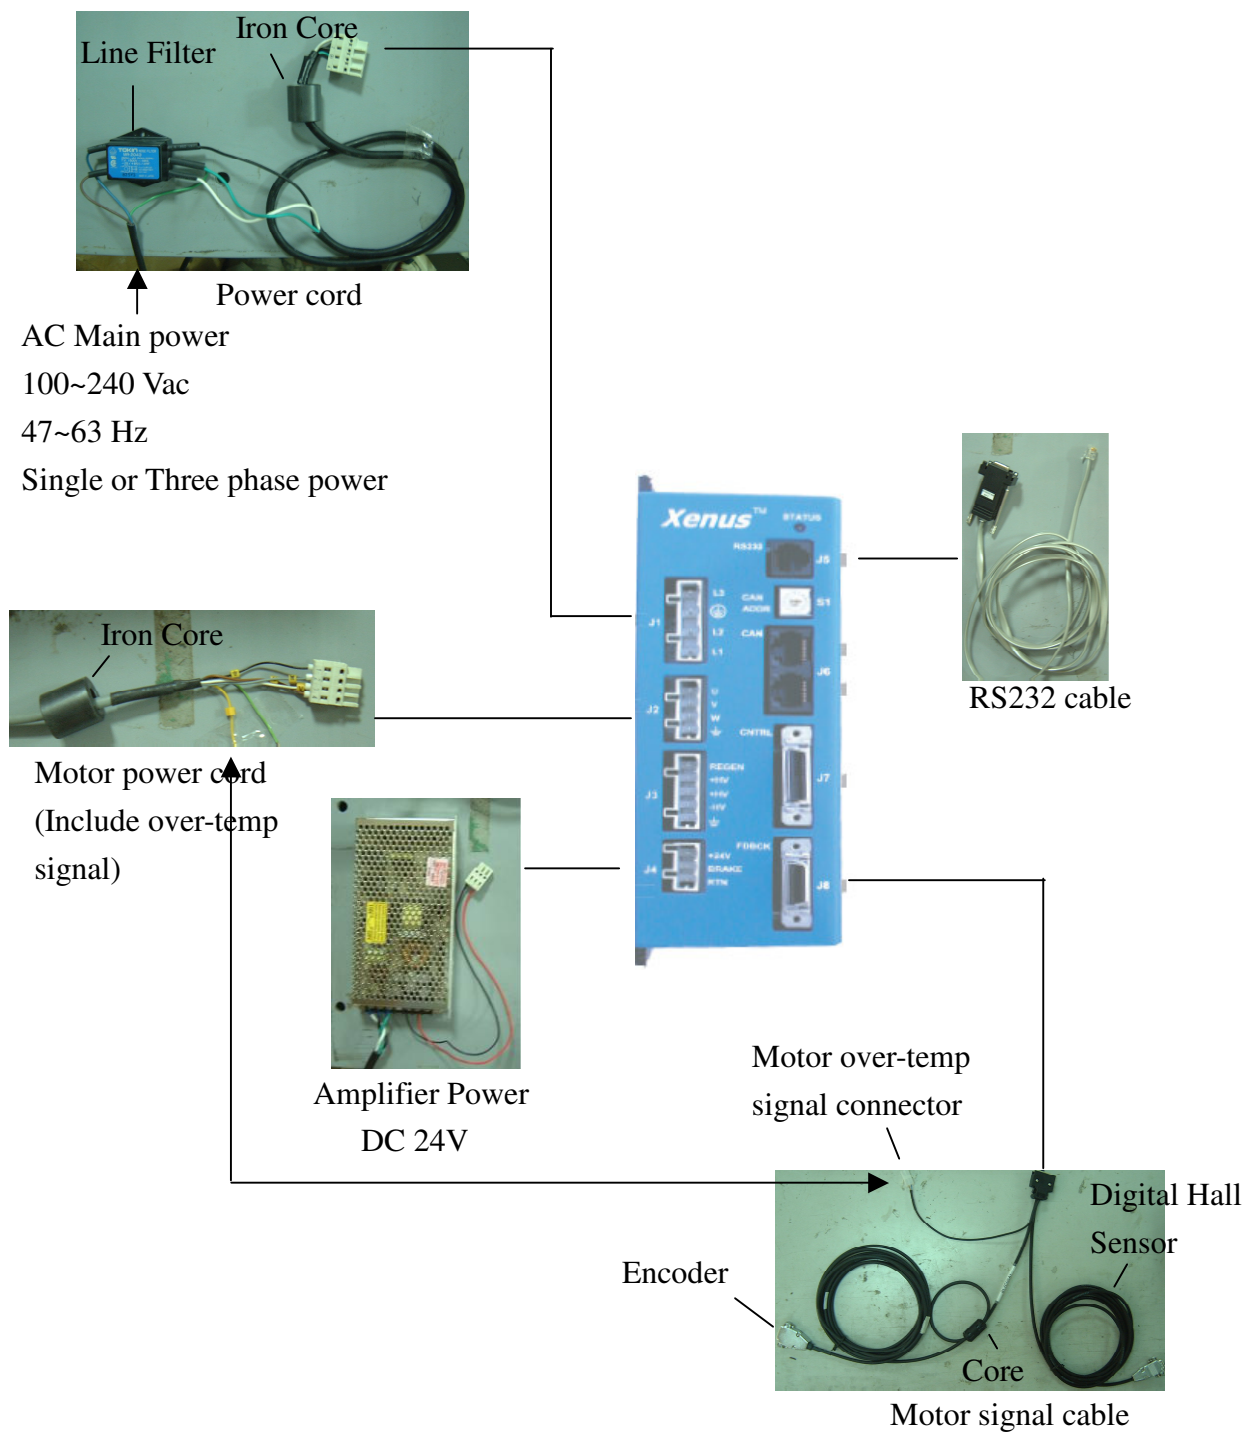 Iron Core
Line Filter
TOKIN
Power cord
AC Main power
100~240 Vac
47~63 Hz
Single or Three phase power
Xenus™
STATUS
RS232
J5
L3
CAN
ADDR
S1
J1
L2
L1
CAN
J6
RS232 cable
Iron Core
J2
U
V
W
CNTRL
Motor power cord
(Include over-temp
signal)
REGEN
+HV
+HV
-HV
J3
J7
FDBCK
+24V
BRAKE
RTN
J4
J8
Amplifier Power
DC 24V
Motor over-temp
signal connector
Digital Hall
Sensor
Encoder
Core
Motor signal cable